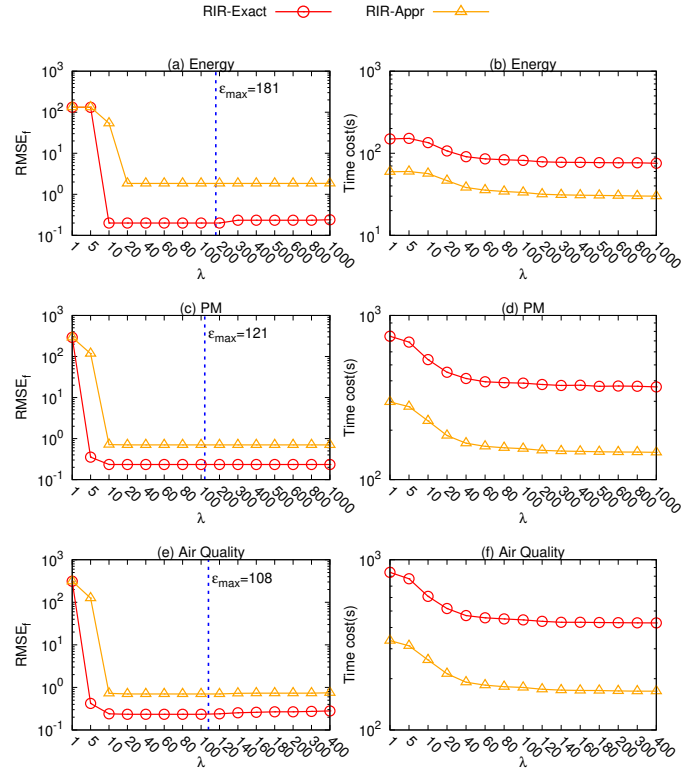 RIR-Exact RIR-Appr
(a) Energy
RMSE_f
10^3
10^2
10^1
10^0
10^-1
ε_max=181
1 5 10 20 40 60 80 100 200 300 400 500 600 800 1000
λ
(b) Energy
Time cost(s)
10^3
10^2
10^1
1 5 10 20 40 60 80 100 200 300 400 500 600 800 1000
λ
(c) PM
RMSE_f
10^3
10^2
10^1
10^0
10^-1
ε_max=121
1 5 10 20 40 60 80 100 200 300 400 500 600 800 1000
λ
(d) PM
Time cost(s)
10^3
10^2
1 5 10 20 40 60 80 100 200 300 400 500 600 800 1000
λ
(e) Air Quality
RMSE_f
10^3
10^2
10^1
10^0
10^-1
ε_max=108
1 5 10 20 40 60 80 100 120 140 160 180 200 300 400
λ
(f) Air Quality
Time cost(s)
10^3
10^2
1 5 10 20 40 60 80 100 120 140 160 180 200 300 400
λ